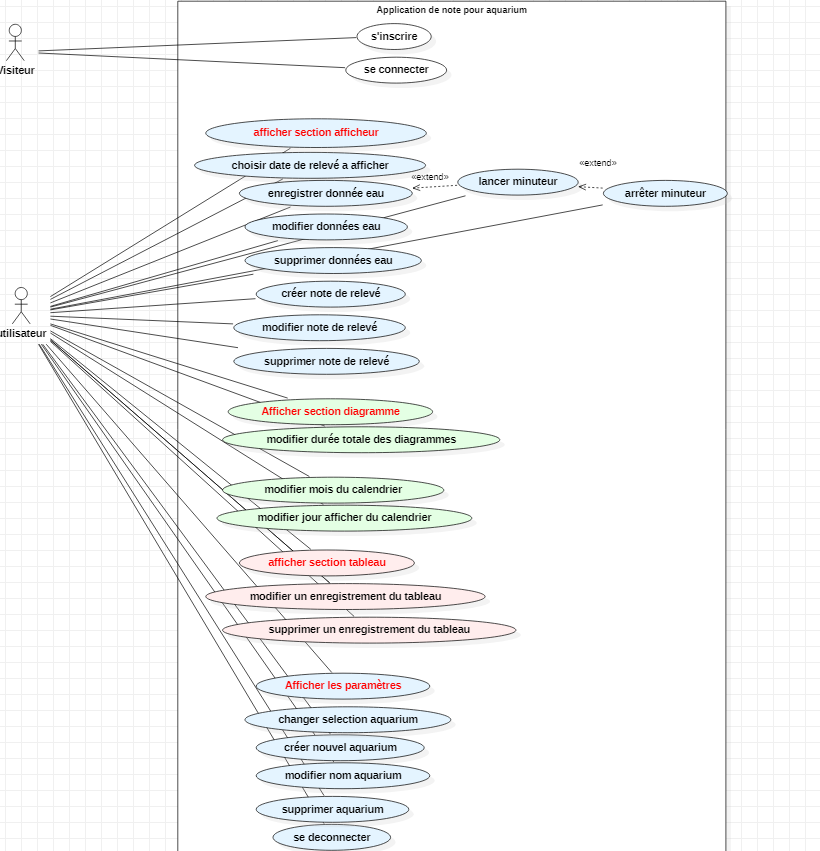 Application de note pour aquarium
s'inscrire
Visiteur
se connecter
afficher section afficheur
choisir date de relevé a afficher
«extend»
«extend»
lancer minuteur
enregistrer donnée eau
arrêter minuteur
modifier données eau
supprimer données eau
créer note de relevé
modifier note de relevé
utilisateur
supprimer note de relevé
Afficher section diagramme
modifier durée totale des diagrammes
modifier mois du calendrier
modifier jour afficher du calendrier
afficher section tableau
modifier un enregistrement du tableau
supprimer un enregistrement du tableau
Afficher les paramètres
changer selection aquarium
créer nouvel aquarium
modifier nom aquarium
supprimer aquarium
se deconnecter